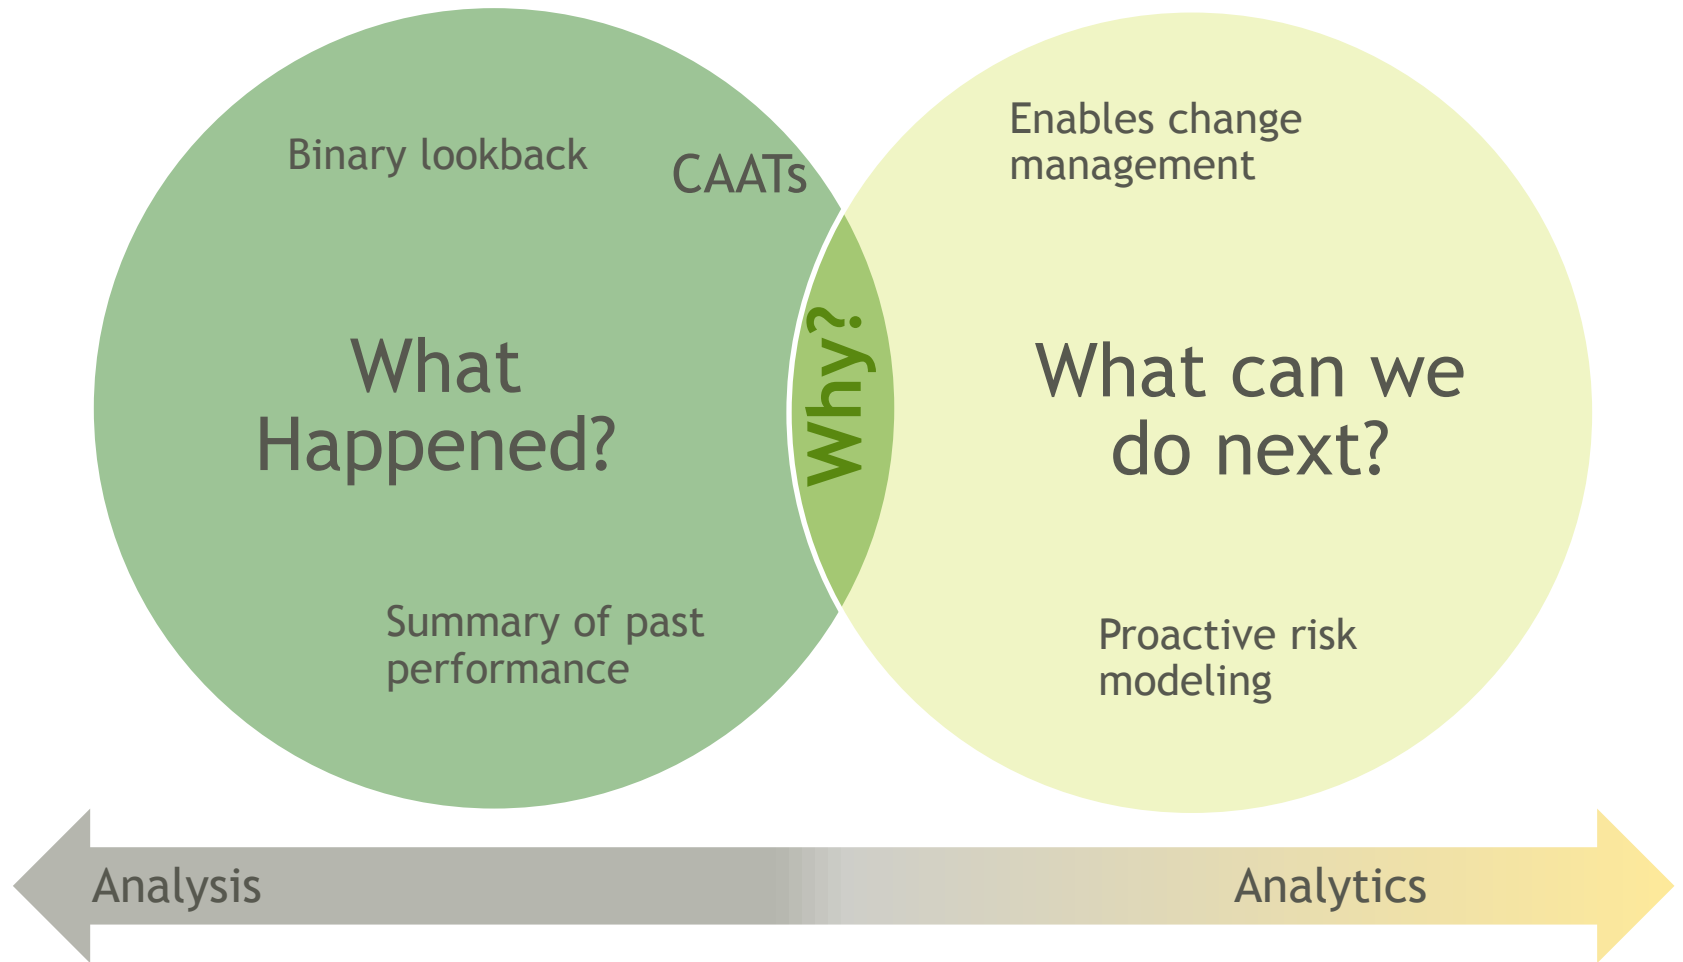 Binary lookback
CAATs
What
Happened?
Summary of past
performance
Why?
Enables change
management
What can we
do next?
Proactive risk
modeling
Analysis
Analytics